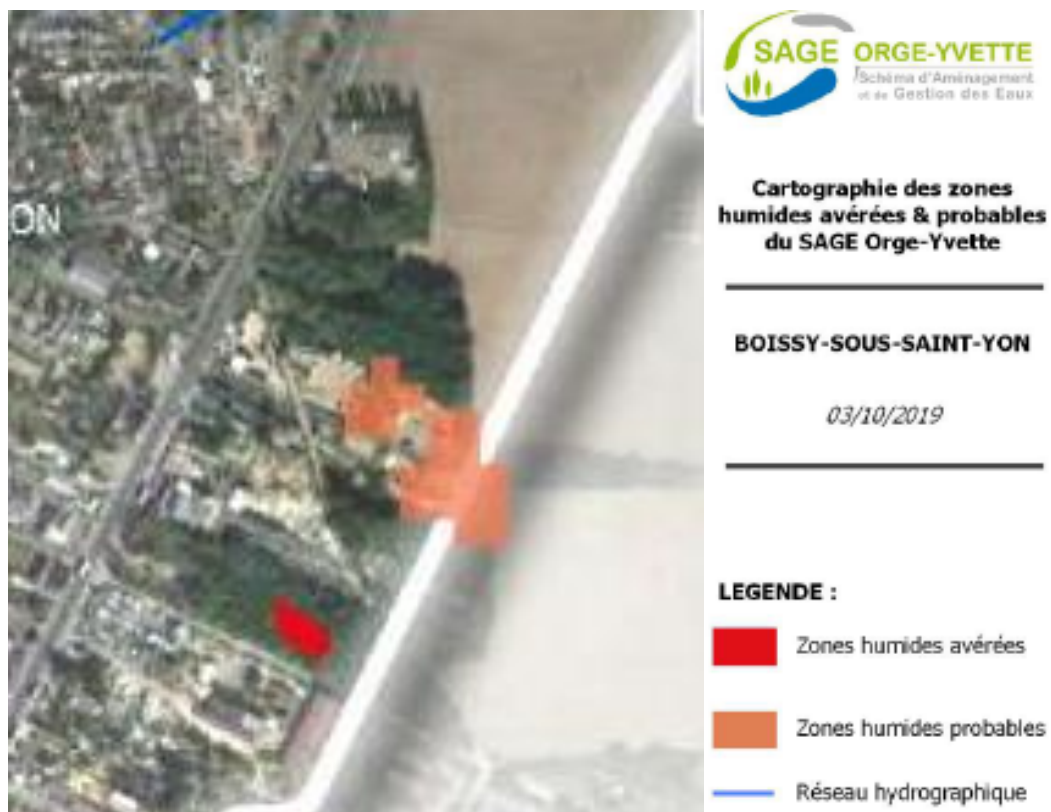 ON
SAGE ORGE-YVETTE
Schéma d'Aménagement
et de Gestion des Eaux
Cartographie des zones
humides avérées & probables
du SAGE Orge-Yvette
BOISSY-SOUS-SAINT-YON
03/10/2019
LEGENDE :
Zones humides avérées
Zones humides probables
Réseau hydrographique